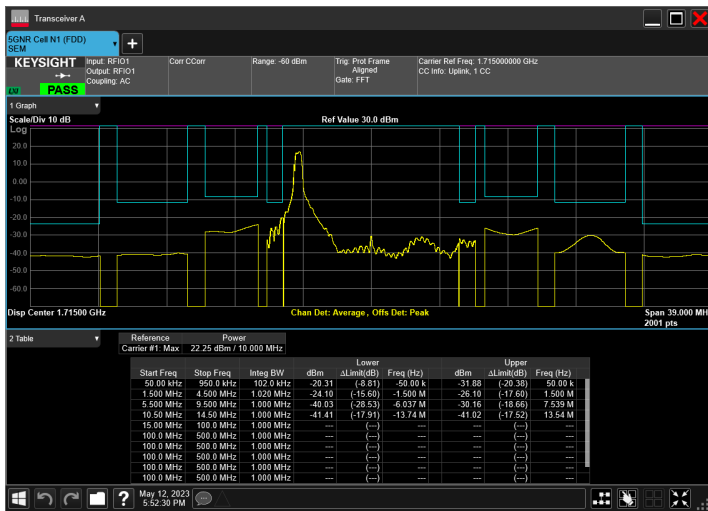 Transceiver A
5GNR Cell N1 (FDD)
SEM
KEYSIGHT
Input: RFIO1
Output: RFIO1
Coupling: AC
Corr CCorr
Range: -60 dBm
Trig: Prot Frame
Aligned
Gate: FFT
Carrier Ref Freq: 1.715000000 GHz
CC Info: Uplink, 1 CC
PASS
1 Graph
Scale/Div 10 dB
Ref Value 30.0 dBm
Log
20.0
10.0
0.00
-10.0
-20.0
-30.0
-40.0
-50.0
-60.0
Disp Center 1.71500 GHz
Chan Det: Average, Offs Det: Peak
Span 39.000 MH
2001 pts
2 Table
Reference Power
Carrier #1: Max 22.25 dBm / 10.000 MHz
Lower Upper
Start Freq Stop Freq Integ BW dBm ΔLimit(dB) Freq (Hz) dBm ΔLimit(dB) Freq (Hz)
50.00 kHz 950.0 kHz 102.0 kHz -20.31 (-8.81) -50.00 k -31.88 (-20.38) 50.00 k
1.500 MHz 4.500 MHz 1.020 MHz -24.10 (-15.60) -1.500 M -26.10 (-17.60) 1.500 M
5.500 MHz 9.500 MHz 1.000 MHz -40.03 (-28.53) -6.037 M -30.16 (-18.66) 7.539 M
10.50 MHz 14.50 MHz 1.000 MHz -41.41 (-17.91) -13.74 M -41.02 (-17.52) 13.54 M
15.00 MHz 100.0 MHz 1.000 MHz --- (---) --- --- (---) ---
100.0 MHz 500.0 MHz 1.000 MHz --- (---) --- --- (---) ---
100.0 MHz 500.0 MHz 1.000 MHz --- (---) --- --- (---) ---
100.0 MHz 500.0 MHz 1.000 MHz --- (---) --- --- (---) ---
100.0 MHz 500.0 MHz 1.000 MHz --- (---) --- --- (---) ---
100.0 MHz 500.0 MHz 1.000 MHz --- (---) --- --- (---) ---
May 12, 2023
5:52:30 PM